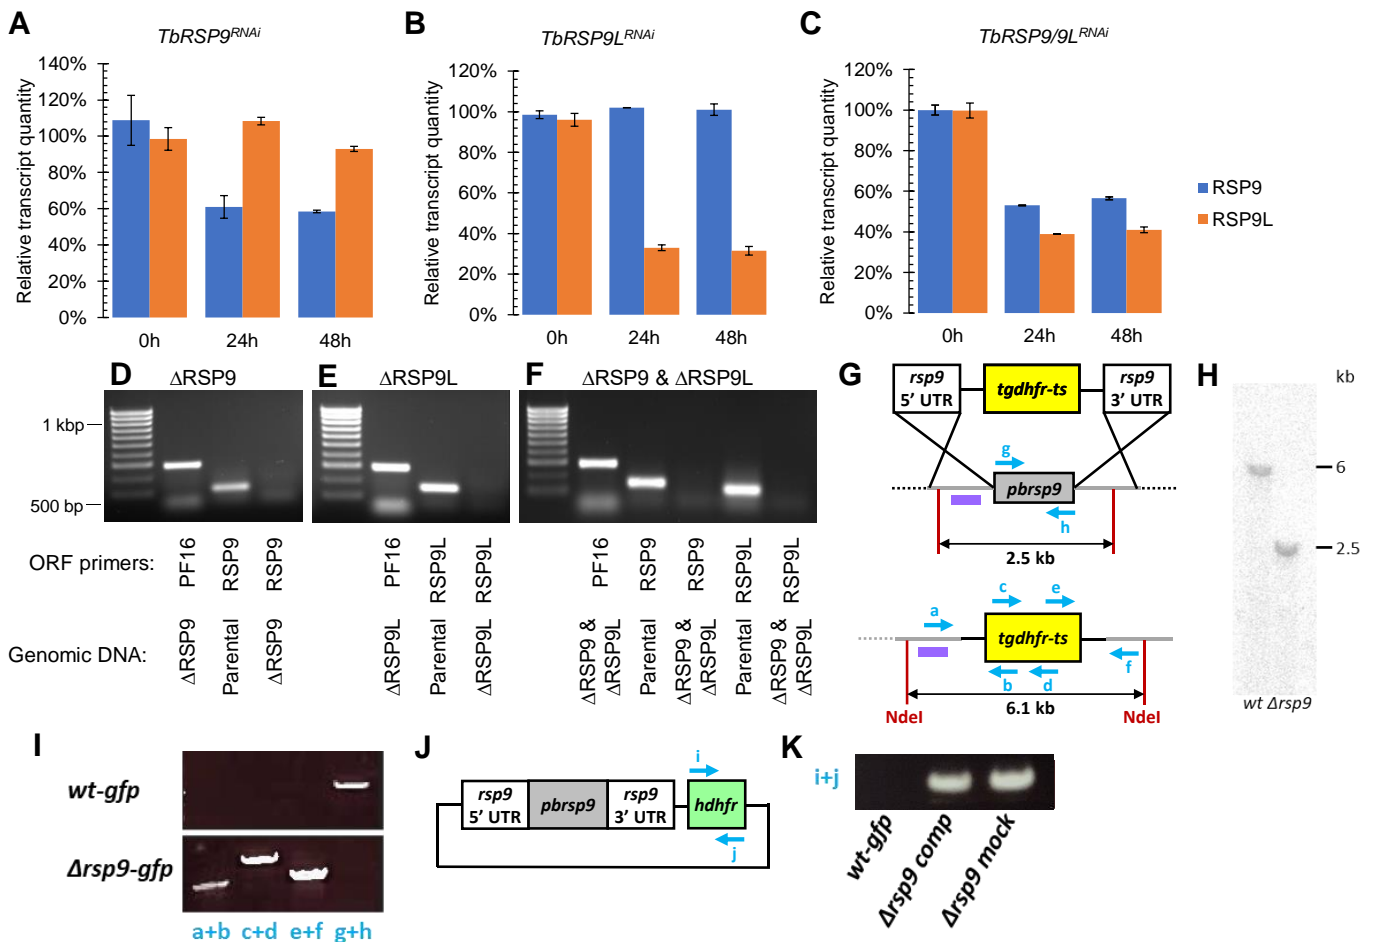 A
TbRSP9RNAi
Relative transcript quantity
140%
120%
100%
80%
60%
40%
20%
0%
0h
24h
48h
B
TbRSP9LRNAi
Relative transcript quantity
120%
100%
80%
60%
40%
20%
0%
0h
24h
48h
C
TbRSP9/9LRNAi
Relative transcript quantity
120%
100%
80%
60%
40%
20%
0%
0h
24h
48h
RSP9
RSP9L
D
ΔRSP9
1 kbp
500 bp
E
ΔRSP9L
F
ΔRSP9 & ΔRSP9L
ORF primers:
PF16
RSP9
RSP9
PF16
RSP9L
RSP9L
PF16
RSP9
RSP9
RSP9L
RSP9L
Genomic DNA:
ΔRSP9
Parental
ΔRSP9
ΔRSP9L
Parental
ΔRSP9L
ΔRSP9 &
ΔRSP9L
Parental
ΔRSP9 &
ΔRSP9L
Parental
ΔRSP9 &
ΔRSP9L
G
rsp9
5' UTR
tgdhfr-ts
rsp9
3' UTR
g
pbrsp9
h
2.5 kb
a
c
e
tgdhfr-ts
b
d
f
6.1 kb
NdeI
NdeI
H
kb
6
2.5
wt Δrsp9
I
wt-gfp
Δrsp9-gfp
a+b c+d e+f g+h
J
i
rsp9
5' UTR
pbrsp9
rsp9
3' UTR
hdhfr
j
K
i+j
wt-gfp
Δrsp9 comp
Δrsp9 mock